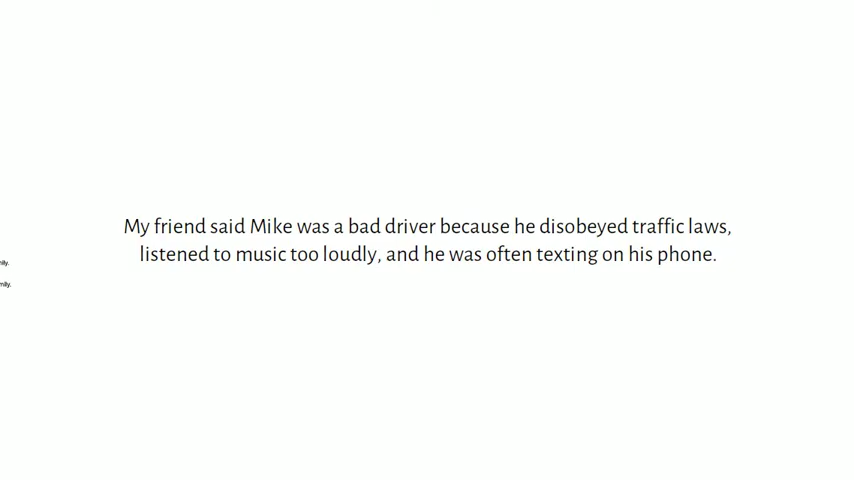 My friend said Mike was a bad driver because he disobeyed traffic laws,
listened to music too loudly, and he was often texting on his phone.